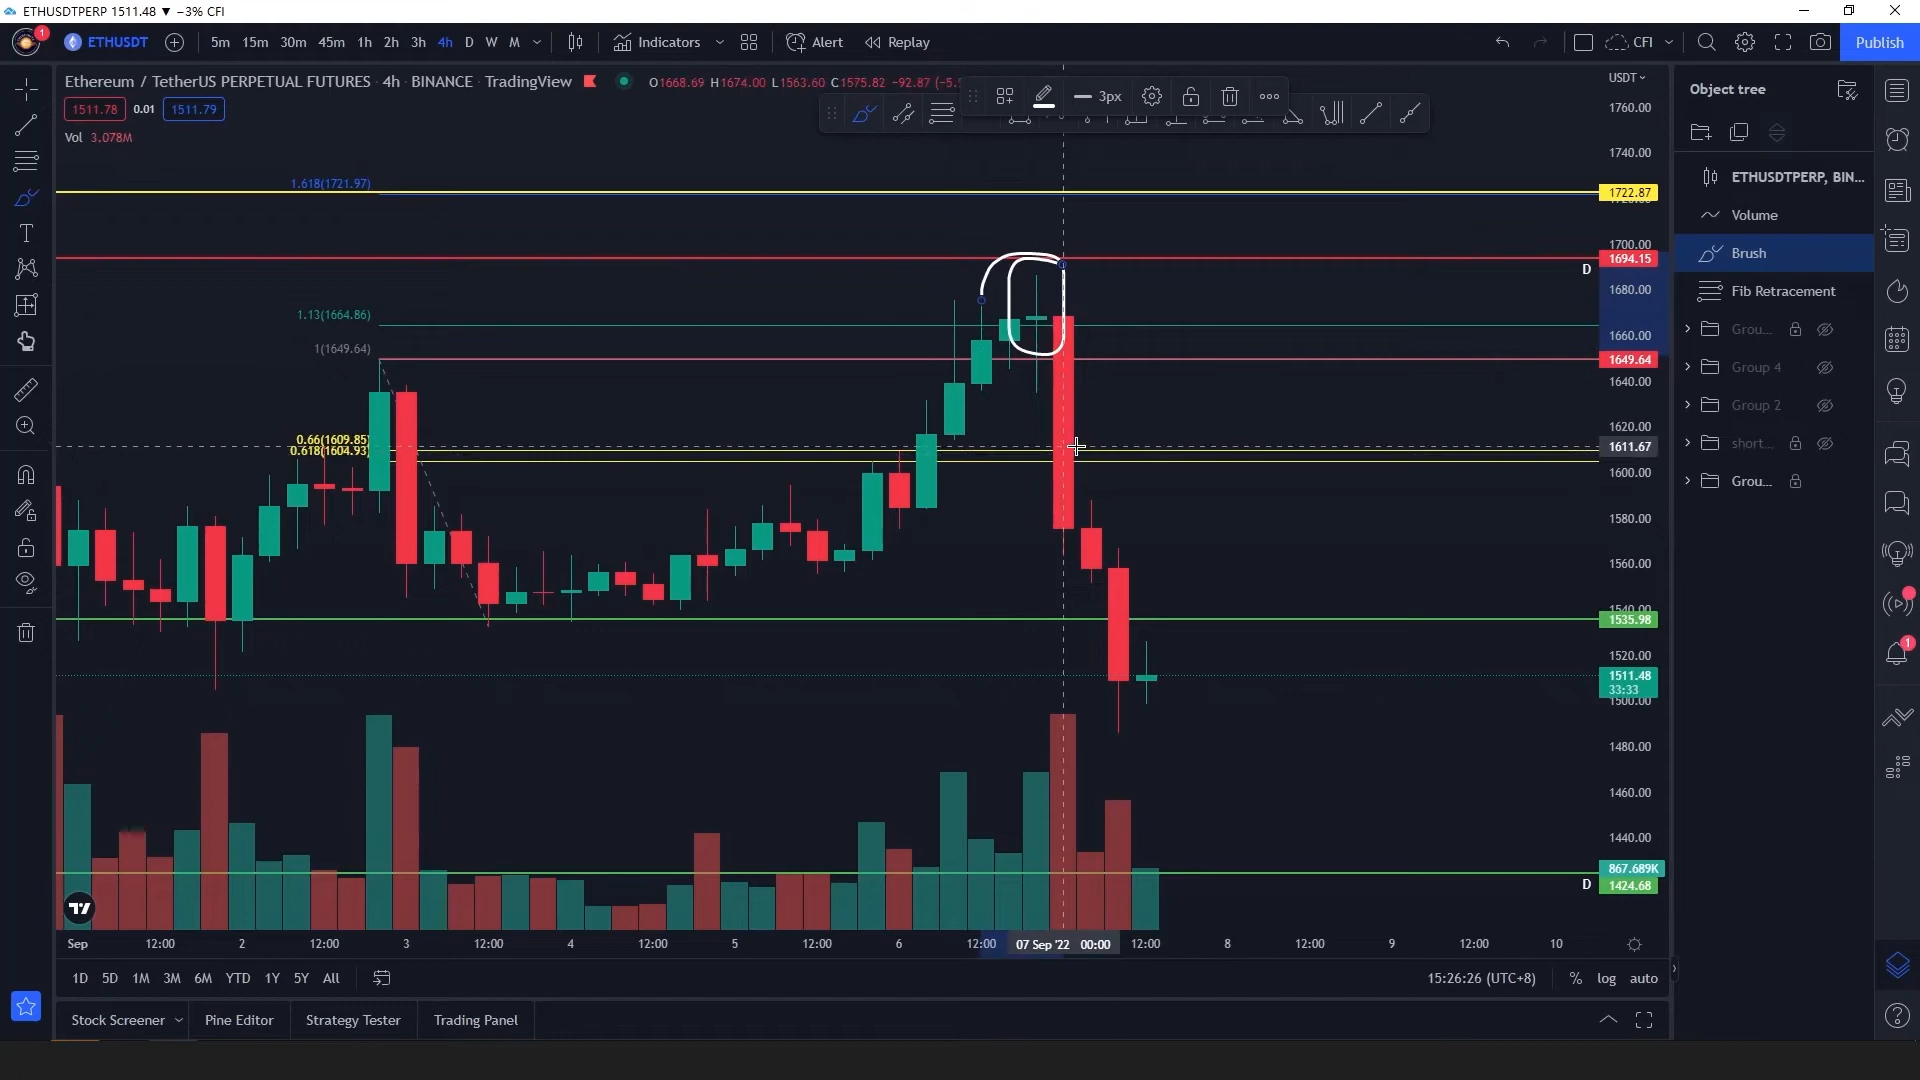 ETHUSDTPERP 1511.48 ▼ −3% CFI
1 ETHUSDT 5m 15m 30m 45m 1h 2h 3h 4h D W M Indicators Alert Replay CFI Publish
Ethereum / TetherUS PERPETUAL FUTURES · 4h · BINANCE · TradingView O1668.69 H1674.00 L1563.60 C1575.82 −92.87
1511.78 0.01 1511.79
3px
Vol 3.078M
USDT
1760.00
1740.00
1.618(1721.97)
1722.87
1700.00
1694.15
D
1680.00
1.13(1664.86)
1660.00
1(1649.64)
1649.64
1640.00
1620.00
0.66(1609.85)
0.618(1604.93)
1611.67
1600.00
1580.00
1560.00
1540.00
1535.98
1520.00
1511.48
33:33
1500.00
1480.00
1460.00
1440.00
867.689K
D 1424.68
Sep 12:00 2 12:00 3 12:00 4 12:00 5 12:00 6 12:00 07 Sep '22 00:00 12:00 8 12:00 9 12:00 10
1D 5D 1M 3M 6M YTD 1Y 5Y All 15:26:26 (UTC+8) % log auto
Stock Screener Pine Editor Strategy Tester Trading Panel
Object tree
ETHUSDTPERP, BIN...
Volume
Brush
Fib Retracement
Grou...
Group 4
Group 2
short...
Grou...
1